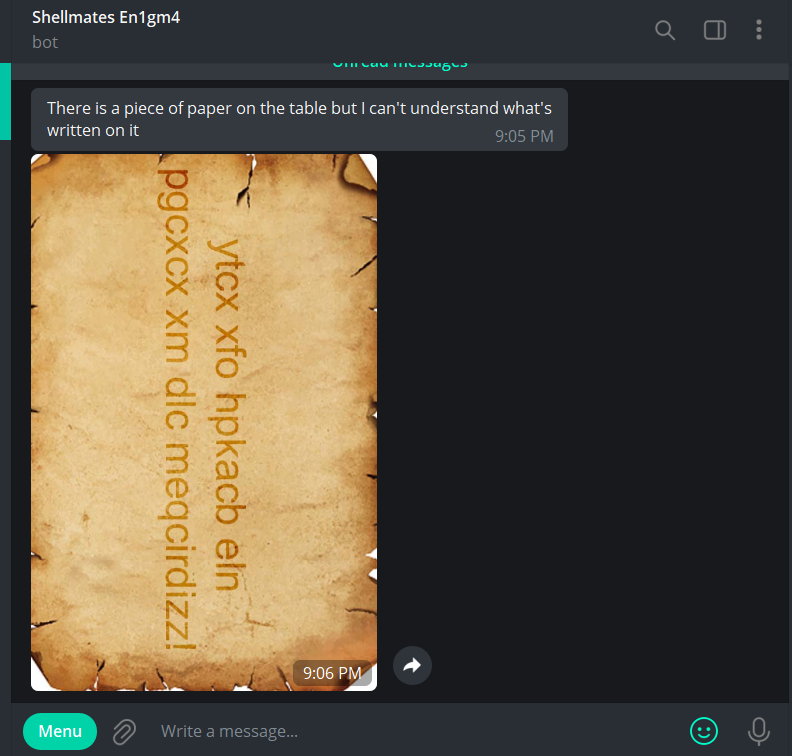 Shellmates En1gm4
bot
Unread messages
There is a piece of paper on the table but I can't understand what's
written on it
9:05 PM
ytcx xfo hpkacb eln
pgcxcx xm dlc meqcirdizz!
9:06 PM
Menu
Write a message...